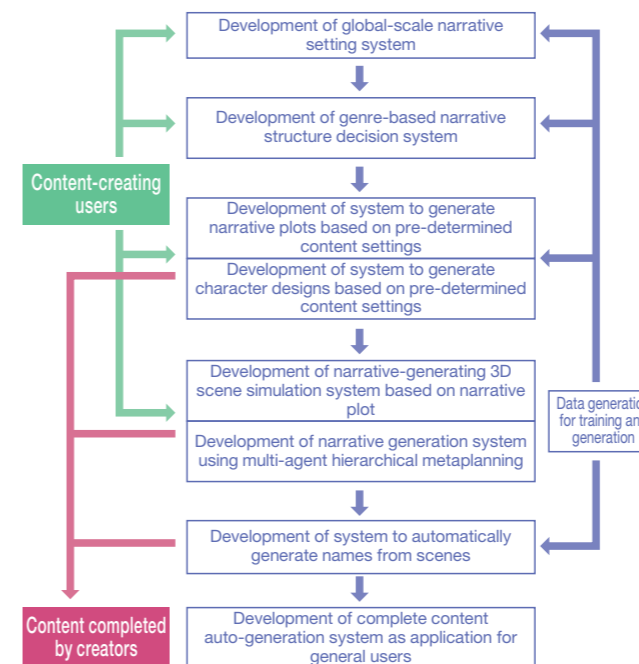 Development of global-scale narrative
setting system
Development of genre-based narrative
structure decision system
Content-creating
users
Development of system to generate
narrative plots based on pre-determined
content settings
Development of system to generate
character designs based on pre-determined
content settings
Development of narrative-generating 3D
scene simulation system based on narrative
plot
Development of narrative generation system
using multi-agent hierarchical metaplanning
Data
for training
generation
Development of system to automatically
generate names from scenes
Content completed
by creators
Development of complete content
auto-generation system as application for
general users